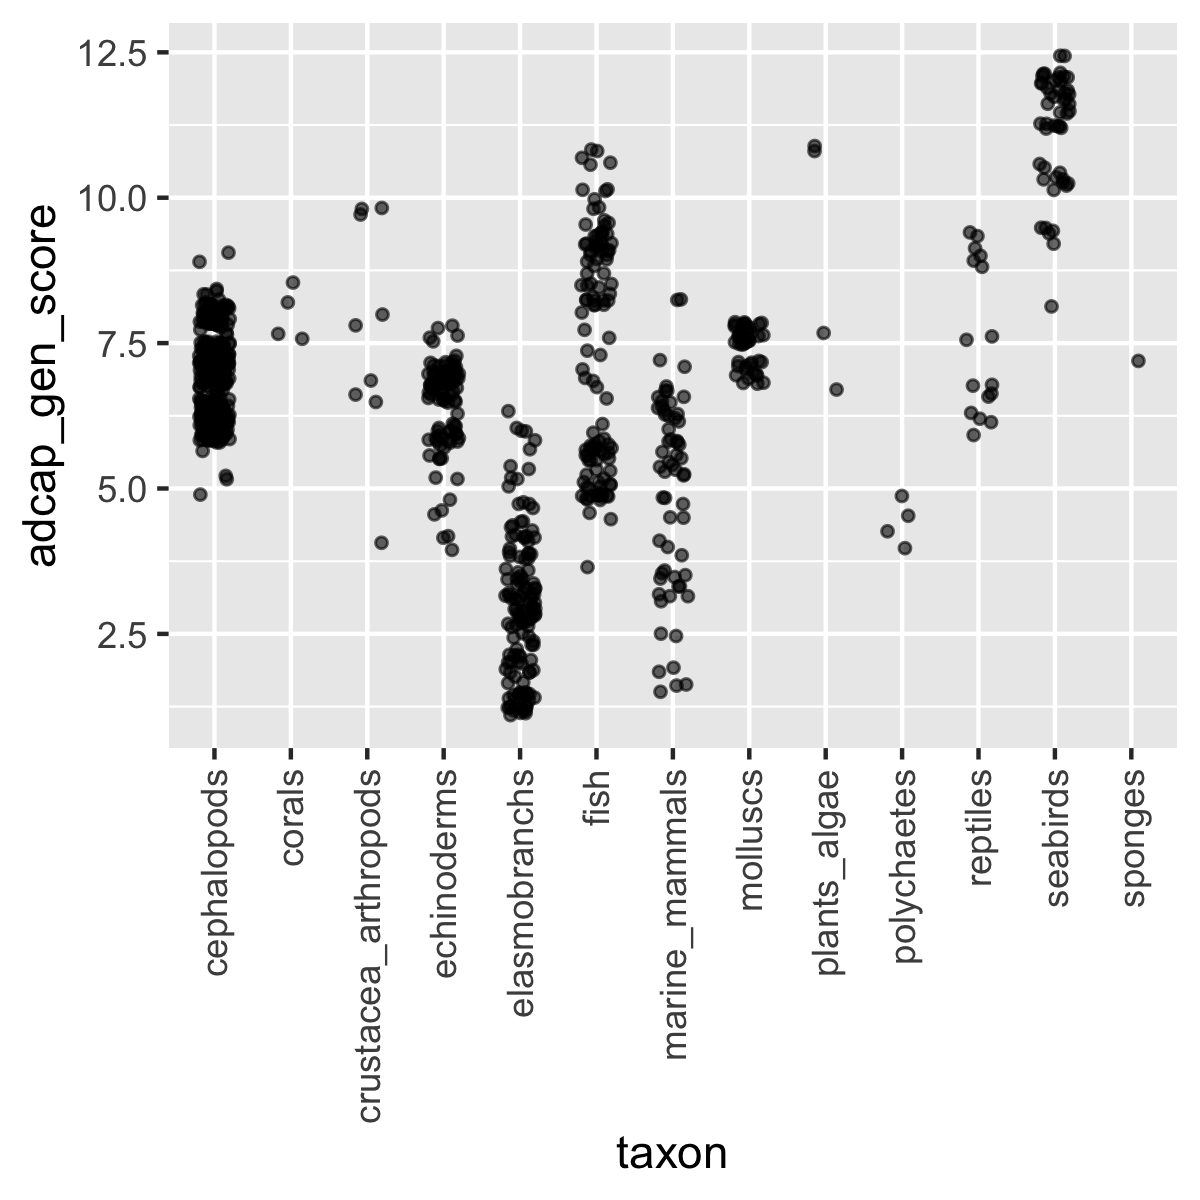 adcap_gen_score
12.5
10.0
7.5
5.0
2.5
cephalopods
corals
crustacea_arthropods
echinoderms
elasmobranchs
fish
marine_mammals
molluscs
plants_algae
polychaetes
reptiles
seabirds
sponges
taxon